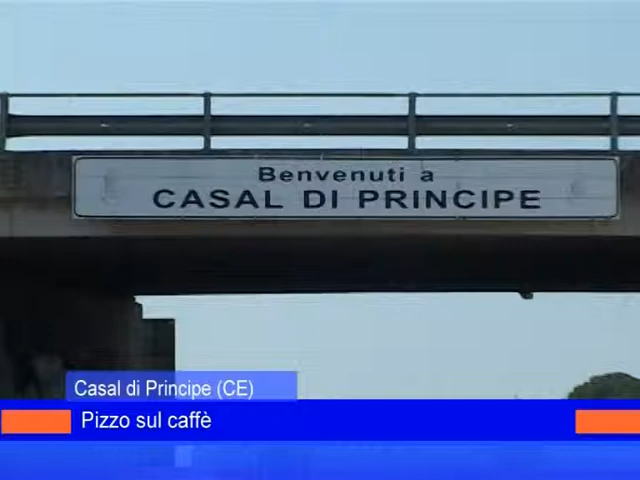 Benvenuti a
CASAL DI PRINCIPE
Casal di Principe (CE)
Pizzo sul caffè